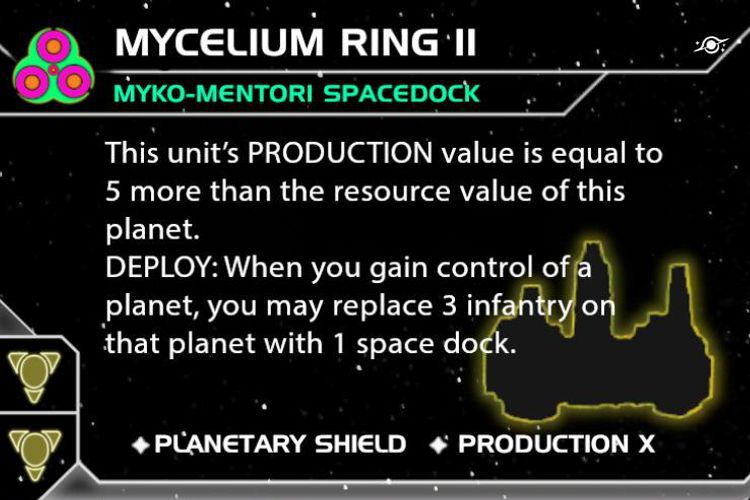 MYCELIUM RING II
MYKO-MENTORI SPACEDOCK
This unit’s PRODUCTION value is equal to
5 more than the resource value of this
planet.
DEPLOY: When you gain control of a
planet, you may replace 3 infantry on
that planet with 1 space dock.
PLANETARY SHIELD PRODUCTION X